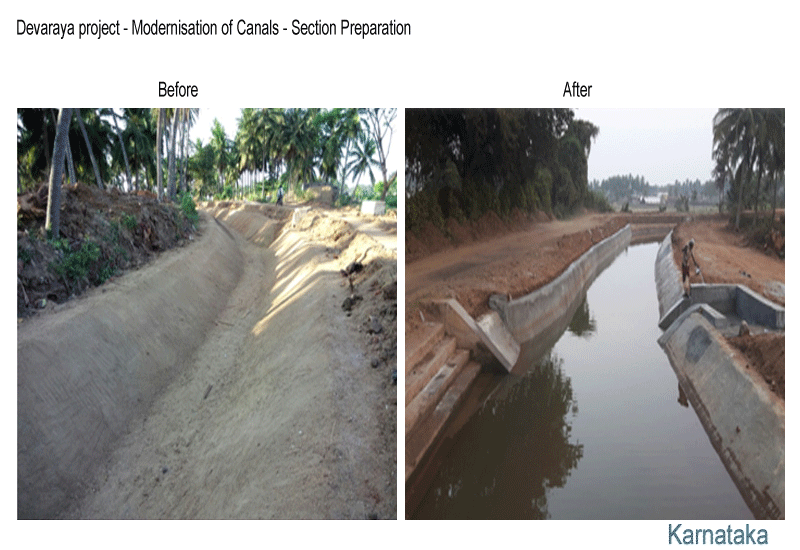 Devaraya project - Modernisation of Canals - Section Preparation
Before
After
Karnataka